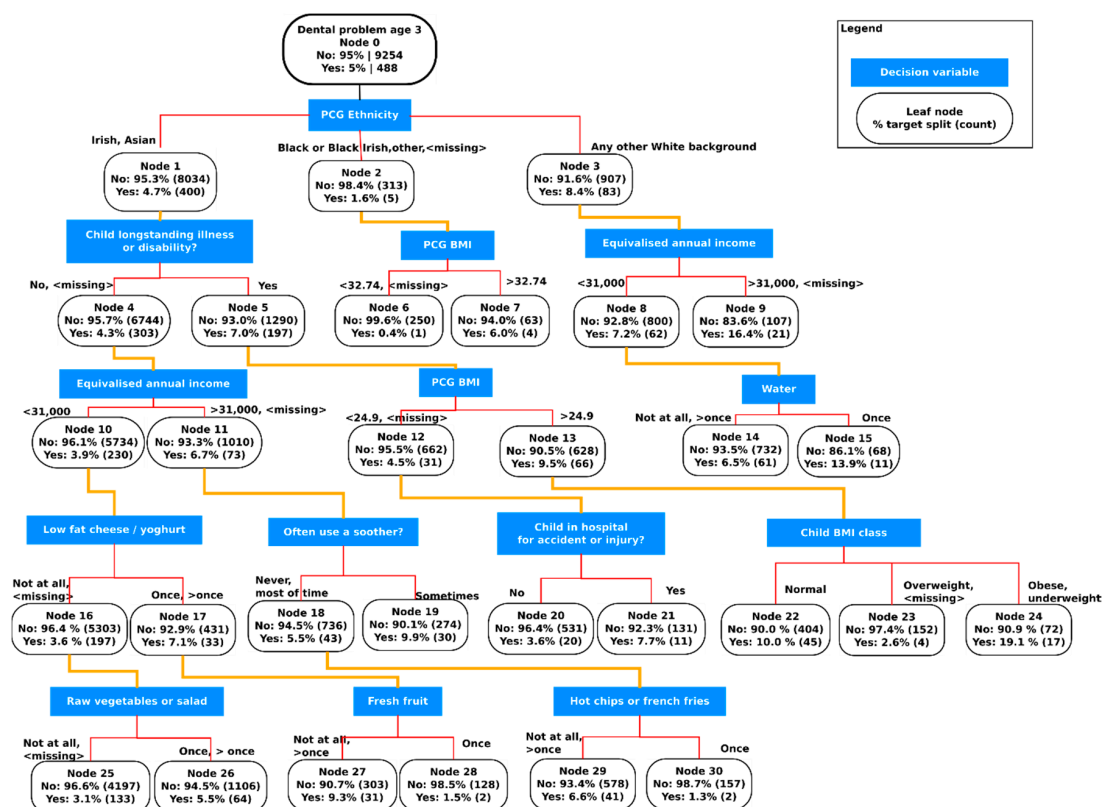 Dental problem age 3
Node 0
No: 95% | 9254
Yes: 5% | 488
Legend
Decision variable
Leaf node
% target split (count)
PCG Ethnicity
Irish, Asian
Black or Black Irish,other,<missing>
Any other White background
Node 1
No: 95.3% (8034)
Yes: 4.7% (400)
Node 2
No: 98.4% (313)
Yes: 1.6% (5)
Node 3
No: 91.6% (907)
Yes: 8.4% (83)
Child longstanding illness
or disability?
PCG BMI
Equivalised annual income
No, <missing>
Yes
<32.74, <missing>
>32.74
<31,000
>31,000, <missing>
Node 4
No: 95.7% (6744)
Yes: 4.3% (303)
Node 5
No: 93.0% (1290)
Yes: 7.0% (197)
Node 6
No: 99.6% (250)
Yes: 0.4% (1)
Node 7
No: 94.0% (63)
Yes: 6.0% (4)
Node 8
No: 92.8% (800)
Yes: 7.2% (62)
Node 9
No: 83.6% (107)
Yes: 16.4% (21)
Equivalised annual income
PCG BMI
Water
<31,000
>31,000, <missing>
<24.9, <missing>
>24.9
Not at all, >once
Once
Node 10
No: 96.1% (5734)
Yes: 3.9% (230)
Node 11
No: 93.3% (1010)
Yes: 6.7% (73)
Node 12
No: 95.5% (662)
Yes: 4.5% (31)
Node 13
No: 90.5% (628)
Yes: 9.5% (66)
Node 14
No: 93.5% (732)
Yes: 6.5% (61)
Node 15
No: 86.1% (68)
Yes: 13.9% (11)
Low fat cheese / yoghurt
Often use a soother?
Child in hospital
for accident or injury?
Child BMI class
Not at all,
<missing>
Once, >once
Never,
most of time
Sometimes
No
Yes
Normal
Overweight,
<missing>
Obese,
underweight
Node 16
No: 96.4 % (5303)
Yes: 3.6 % (197)
Node 17
No: 92.9% (431)
Yes: 7.1% (33)
Node 18
No: 94.5% (736)
Yes: 5.5% (43)
Node 19
No: 90.1% (274)
Yes: 9.9% (30)
Node 20
No: 96.4% (531)
Yes: 3.6% (20)
Node 21
No: 92.3% (131)
Yes: 7.7% (11)
Node 22
No: 90.0 % (404)
Yes: 10.0 % (45)
Node 23
No: 97.4% (152)
Yes: 2.6% (4)
Node 24
No: 90.9 % (72)
Yes: 19.1 % (17)
Raw vegetables or salad
Fresh fruit
Hot chips or french fries
Not at all,
<missing>
Once, > once
Not at all,
>once
Once
Not at all,
>once
Once
Node 25
No: 96.6% (4197)
Yes: 3.1% (133)
Node 26
No: 94.5% (1106)
Yes: 5.5% (64)
Node 27
No: 90.7% (303)
Yes: 9.3% (31)
Node 28
No: 98.5% (128)
Yes: 1.5% (2)
Node 29
No: 93.4% (578)
Yes: 6.6% (41)
Node 30
No: 98.7% (157)
Yes: 1.3% (2)